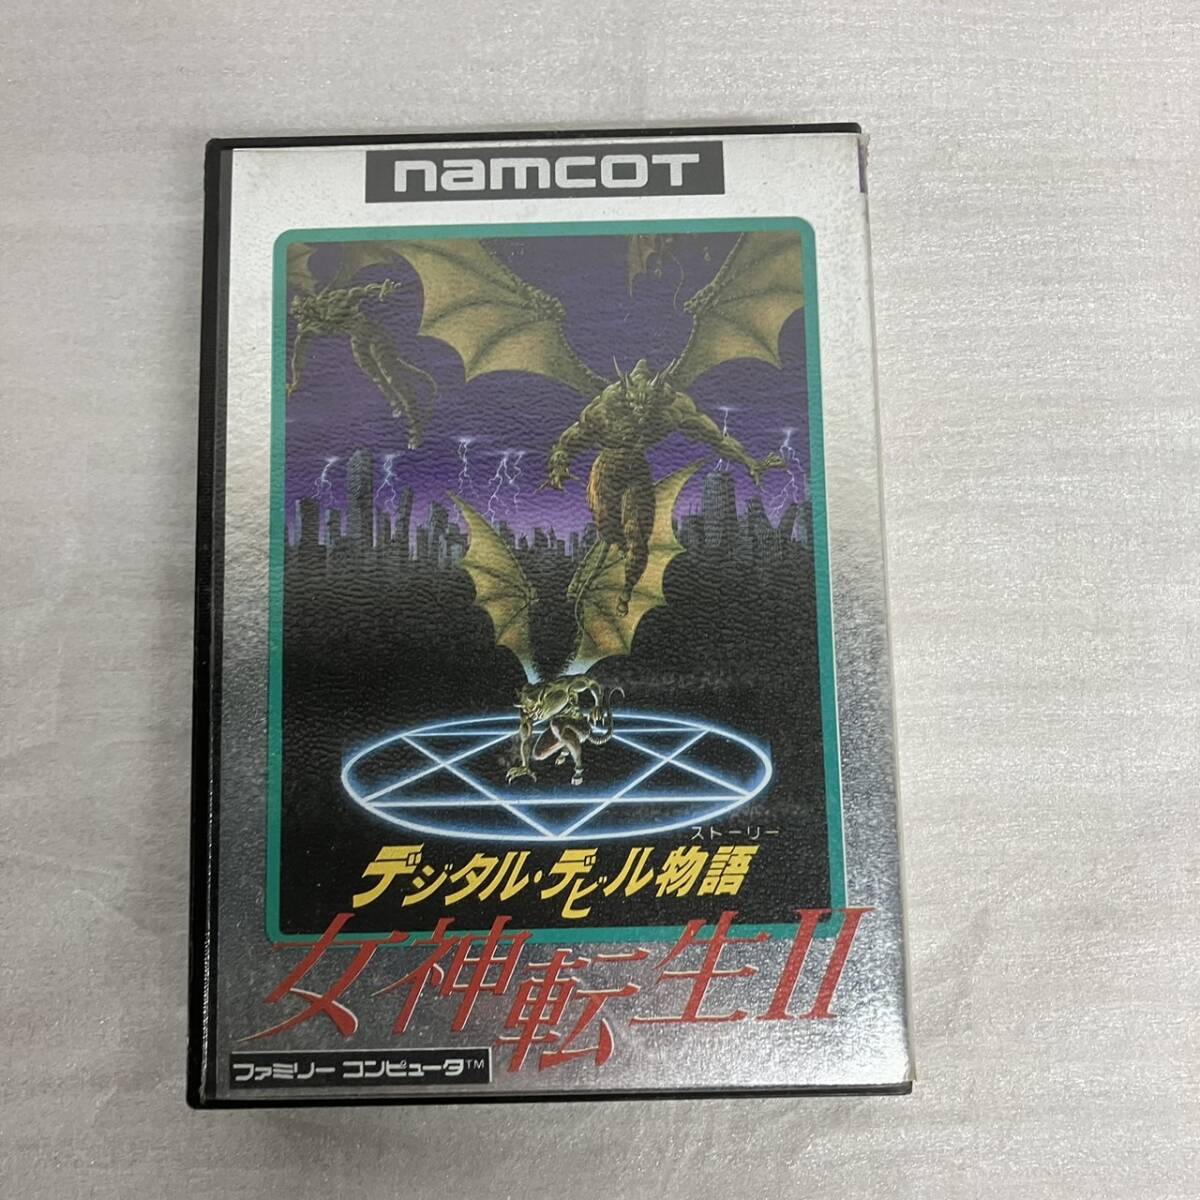 namcot
ストーリー
デジタル・デビル物語
女神転生II
ファミリー コンピュータ™